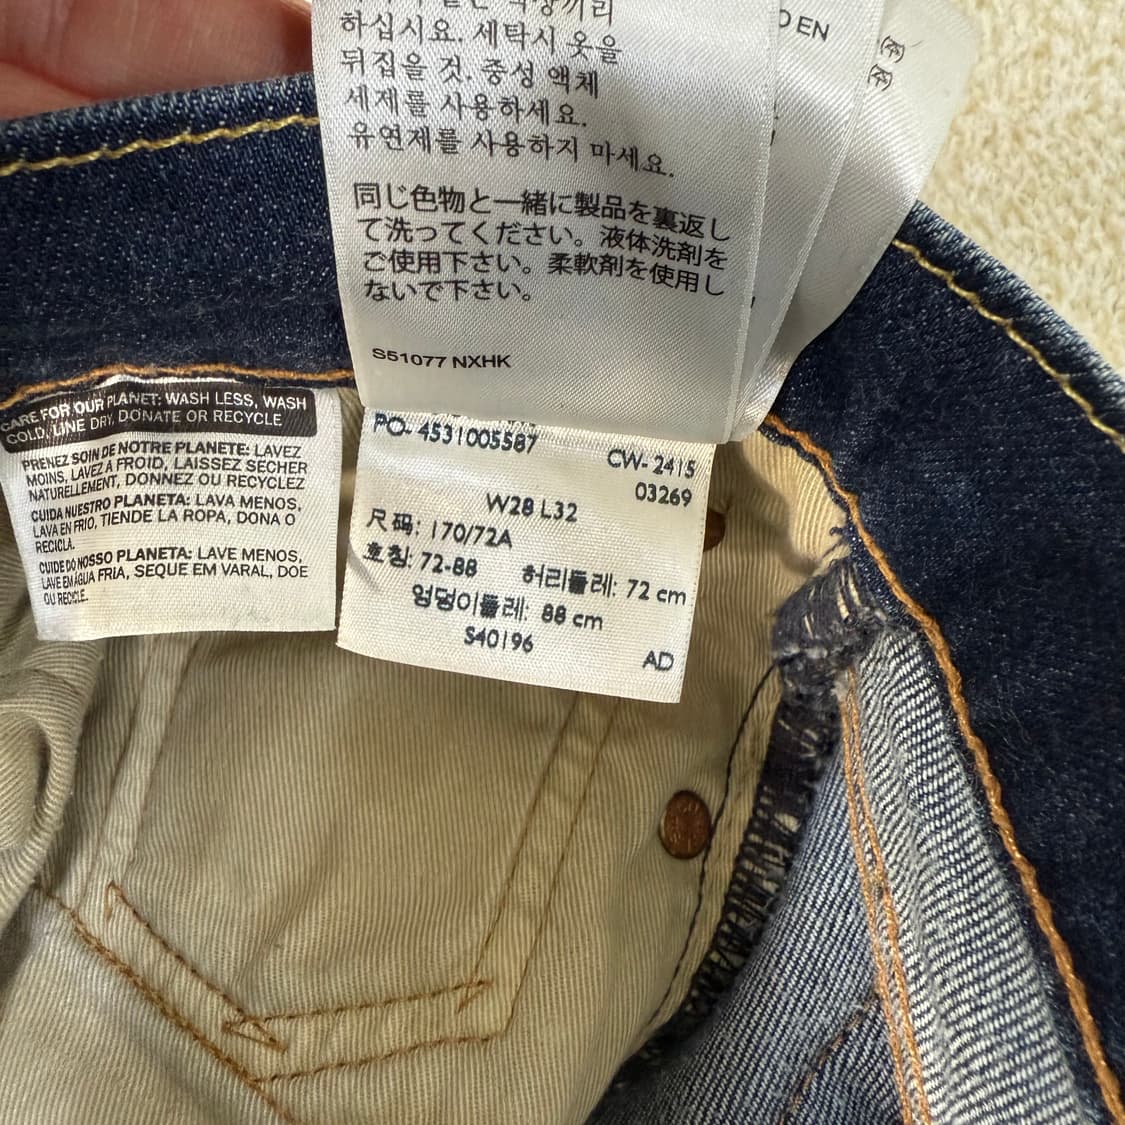 하십시요. 세탁시 옷을
뒤집을 것. 중성 액체
세제를 사용하세요.
유연제를 사용하지 마세요.
同じ色物と一緒に製品を裏返し
て洗ってください。液体洗剤を
ご使用下さい。柔軟剤を使用し
ないで下さい。
S51077 NXHK
EN
CARE FOR OUR PLANET: WASH LESS, WASH
COLD, LINE DRY, DONATE OR RECYCLE
PRENEZ SOIN DE NOTRE PLANETE: LAVEZ
MOINS, LAVEZ À FROID, LAISSEZ SÉCHER
NATURELLEMENT, DONNEZ OU RECYCLEZ
CUIDA NUESTRO PLANETA: LAVA MENOS,
LAVA EN FRIO, TIENDE LA ROPA, DONA O
RECICLA.
CUIDE DO NOSSO PLANETA: LAVE MENOS,
LAVE EM ÁGUA FRIA, SEQUE EM VARAL, DOE
OU RECICLE.
PO- 4531005587
CW- 2415
03269
W28 L32
尺码: 170/72A
호칭: 72-88 허리둘레: 72 cm
엉덩이둘레: 88 cm
S40196
AD